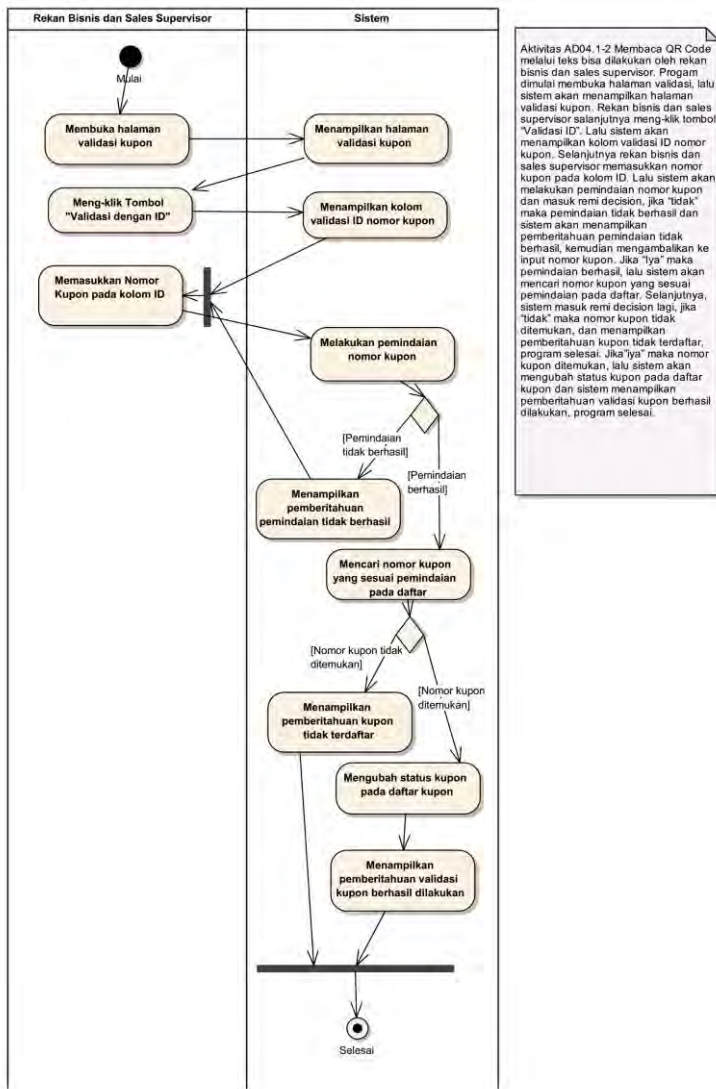 Rekan Bisnis dan Sales Supervisor
Sistem
Mulai
Membuka halaman
validasi kupon
Menampilkan halaman
validasi kupon
Meng-klik Tombol
"Validasi dengan ID"
Menampilkan kolom
validasi ID nomor kupon
Memasukkan Nomor
Kupon pada kolom ID
Melakukan pemindaian
nomor kupon
[Pemindaian
tidak berhasil]
[Pemindaian
berhasil]
Menampilkan
pemberitahuan
pemindaian tidak berhasil
Mencari nomor kupon
yang sesuai pemindaian
pada daftar
[Nomor kupon tidak
ditemukan]
[Nomor kupon
ditemukan]
Menampilkan
pemberitahuan kupon
tidak terdaftar
Mengubah status kupon
pada daftar kupon
Menampilkan
pemberitahuan validasi
kupon berhasil dilakukan
Selesai
Aktivitas AD04.1-2 Membaca QR Code
melalui teks bisa dilakukan oleh rekan
bisnis dan sales supervisor. Progam
dimulai membuka halaman validasi, lalu
sistem akan menampilkan halaman
validasi kupon. Rekan bisnis dan sales
supervisor salanjutnya meng-klik tombol
"Validasi ID". Lalu sistem akan
menampilkan kolom validasi ID nomor
kupon. Selanjutnya rekan bisnis dan
sales supervisor memasukkan nomor
kupon pada kolom ID. Lalu sistem akan
melakukan pemindaian nomor kupon
dan masuk remi decision, jika "tidak"
maka pemindaian tidak berhasil dan
sistem akan menampilkan
pemberitahuan pemindaian tidak
berhasil, kemudian mengambalikan ke
input nomor kupon. Jika "Iya" maka
pemindaian berhasil, lalu sistem akan
mencari nomor kupon yang sesuai
pemindaian pada daftar. Selanjutnya,
sistem masuk remi decision lagi, jika
"tidak" maka nomor kupon tidak
ditemukan, dan menampilkan
pemberitahuan kupon tidak terdaftar,
program selesai. Jika"iya" maka nomor
kupon ditemukan, lalu sistem akan
mengubah status kupon pada daftar
kupon dan sistem menampilkan
pemberitahuan validasi kupon berhasil
dilakukan, program selesai.